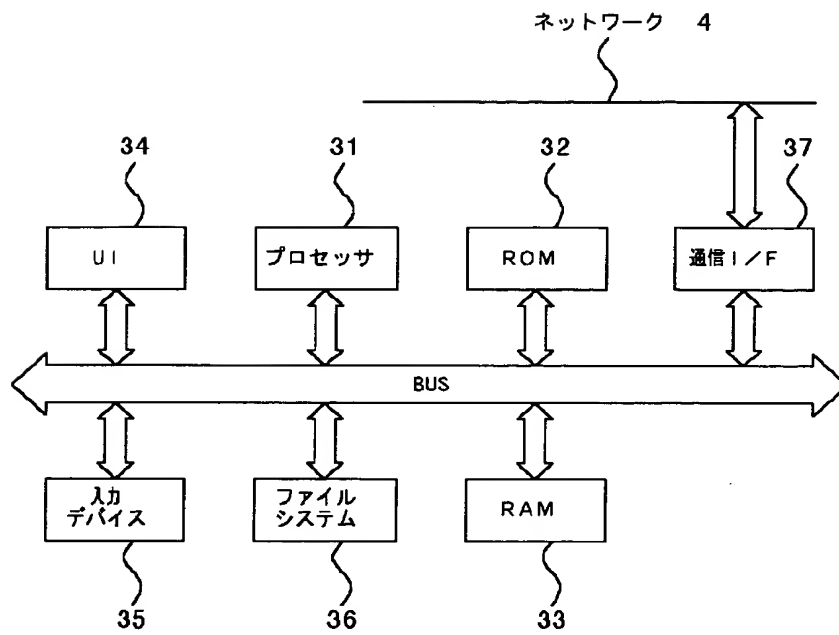 ネットワーク 4
34
31
32
37
UI
プロセッサ
ROM
通信I/F
BUS
入力
デバイス
ファイル
システム
RAM
35
36
33